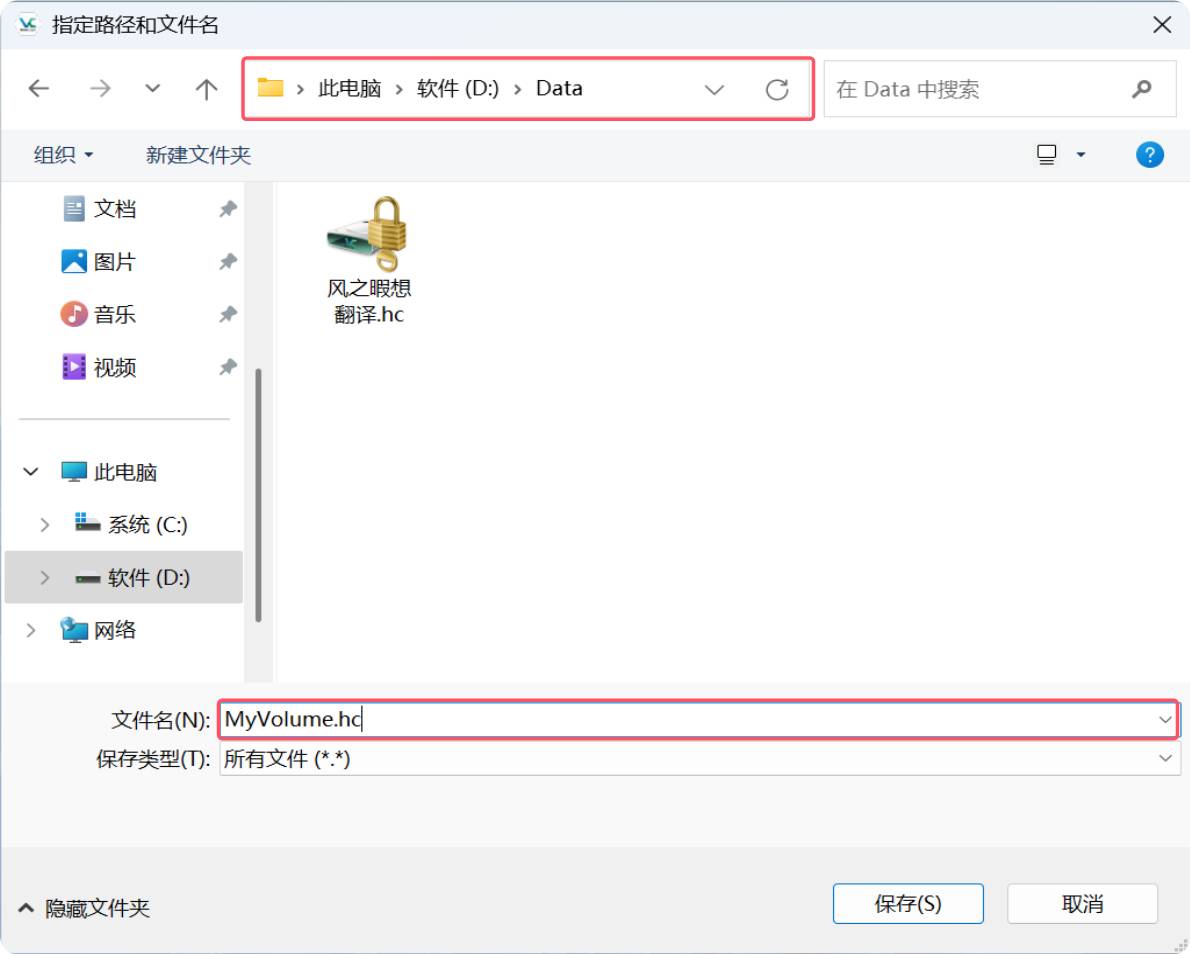 指定路径和文件名
此电脑 › 软件 (D:) › Data
在 Data 中搜索
组织
新建文件夹
文档
图片
音乐
视频
此电脑
系统 (C:)
软件 (D:)
网络
风之暇想
翻译.hc
文件名(N): MyVolume.hc
保存类型(T): 所有文件 (*.*)
隐藏文件夹
保存(S)
取消